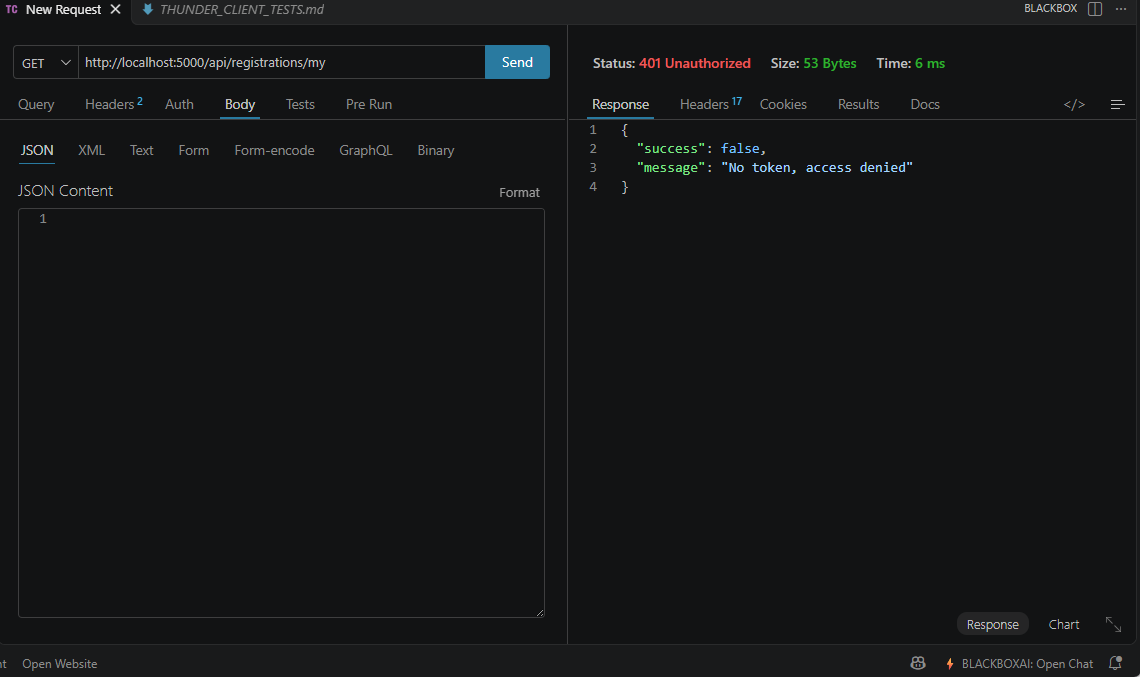 TC New Request
THUNDER_CLIENT_TESTS.md
BLACKBOX
GET
http://localhost:5000/api/registrations/my
Send
Query
Headers 2
Auth
Body
Tests
Pre Run
JSON
XML
Text
Form
Form-encode
GraphQL
Binary
JSON Content
Format
1
Status: 401 Unauthorized
Size: 53 Bytes
Time: 6 ms
Response
Headers 17
Cookies
Results
Docs
</>
1 {
2 "success": false,
3 "message": "No token, access denied"
4 }
Response
Chart
nt
Open Website
BLACKBOXAI: Open Chat